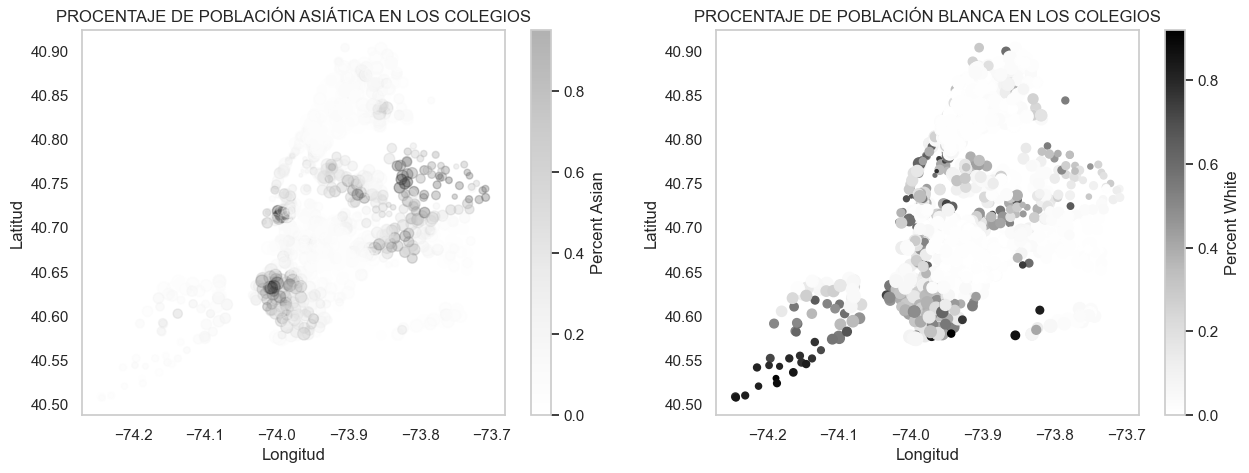 PROCENTAJE DE POBLACIÓN ASIÁTICA EN LOS COLEGIOS
40.90
40.85
40.80
40.75
40.70
40.65
40.60
40.55
40.50
Latitud
−74.2 −74.1 −74.0 −73.9 −73.8 −73.7
Longitud
0.8
0.6
0.4
0.2
0.0
Percent Asian
PROCENTAJE DE POBLACIÓN BLANCA EN LOS COLEGIOS
40.90
40.85
40.80
40.75
40.70
40.65
40.60
40.55
40.50
Latitud
−74.2 −74.1 −74.0 −73.9 −73.8 −73.7
Longitud
0.8
0.6
0.4
0.2
0.0
Percent White